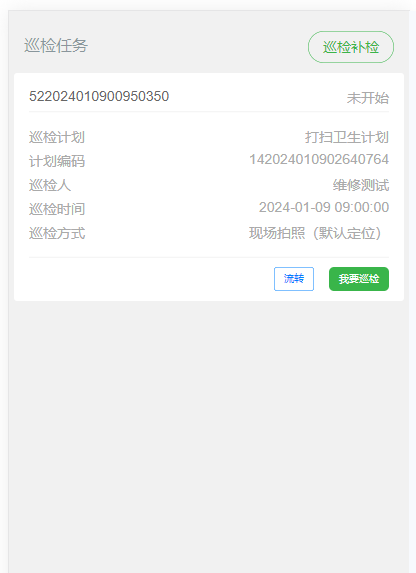 巡检任务 巡检补检
522024010900950350 未开始
巡检计划 打扫卫生计划
计划编码 142024010902640764
巡检人 维修测试
巡检时间 2024-01-09 09:00:00
巡检方式 现场拍照（默认定位）
流转 我要巡检